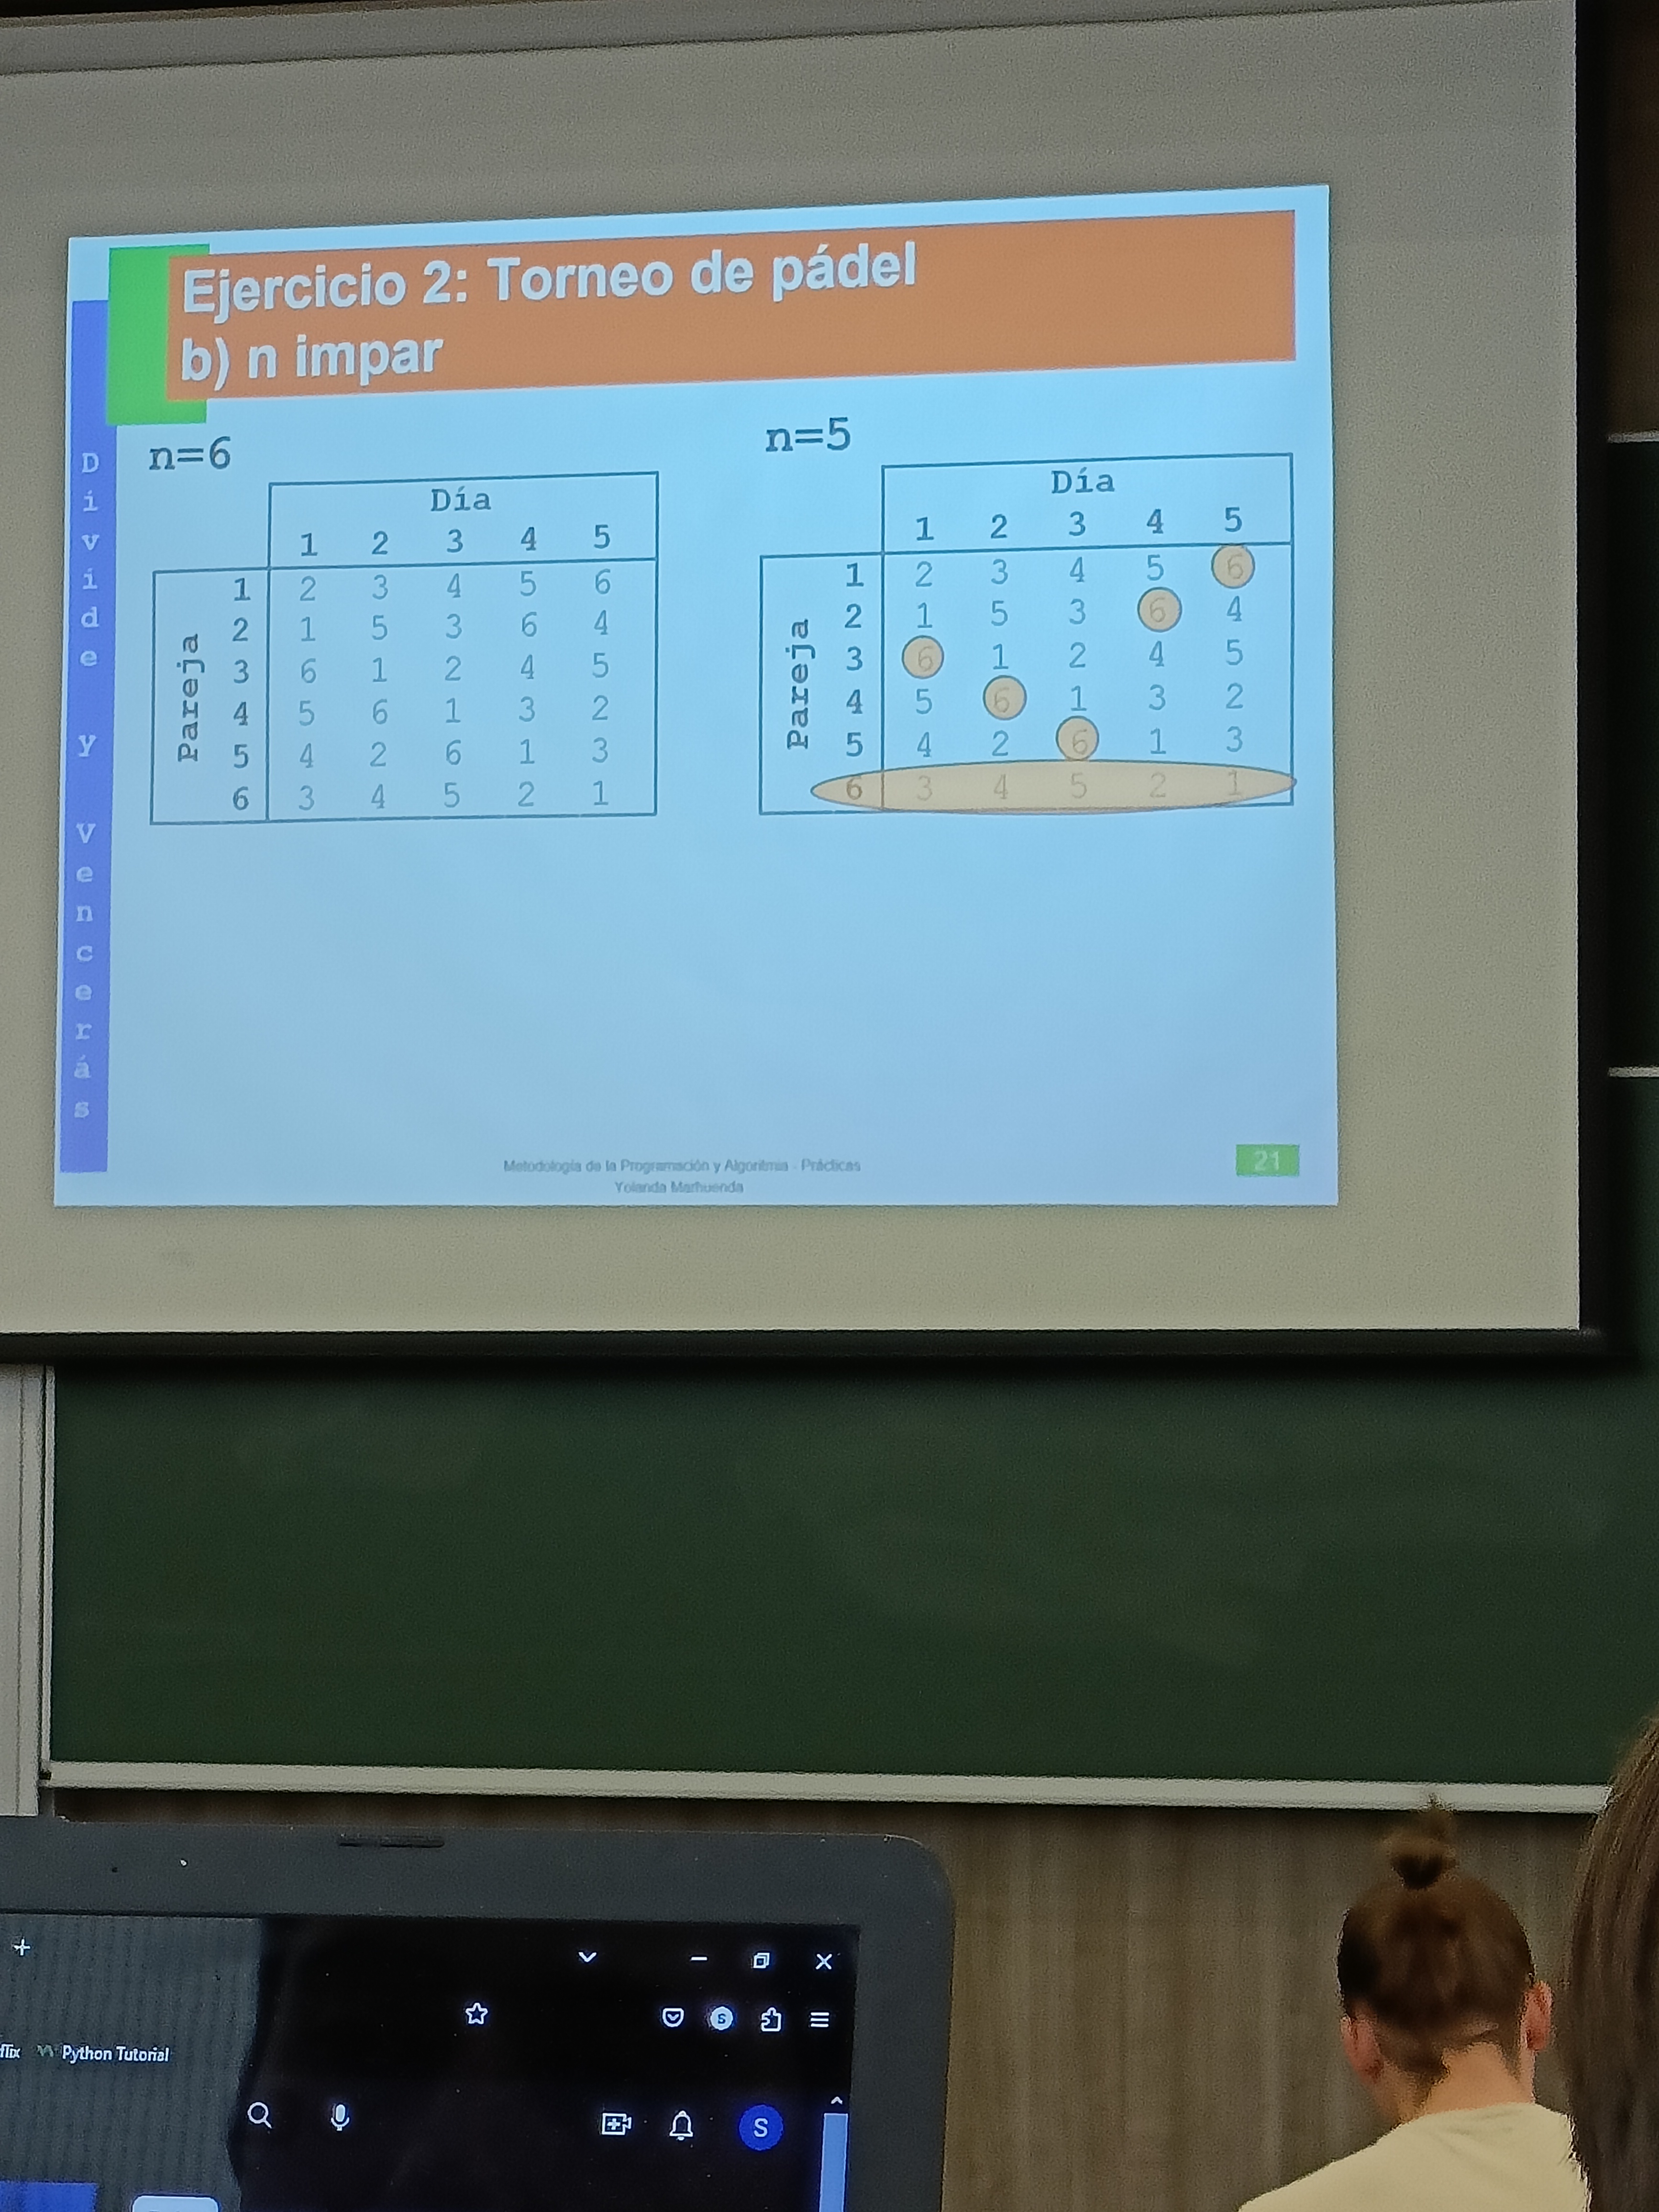 Ejercicio 2: Torneo de pádel
b) n impar
Divide y Vencerás
n=6
Día
1 2 3 4 5
Pareja
1 2 3 4 5 6
2 1 5 3 6 4
3 6 1 2 4 5
4 5 6 1 3 2
5 4 2 6 1 3
6 3 4 5 2 1
n=5
Día
1 2 3 4 5
Pareja
1 2 3 4 5 6
2 1 5 3 6 4
3 6 1 2 4 5
4 5 6 1 3 2
5 4 2 6 1 3
6 3 4 5 2 1
Metodología de la Programación y Algoritmia - Prácticas
Yolanda Marhuenda
21
flix Python Tutorial
S
S